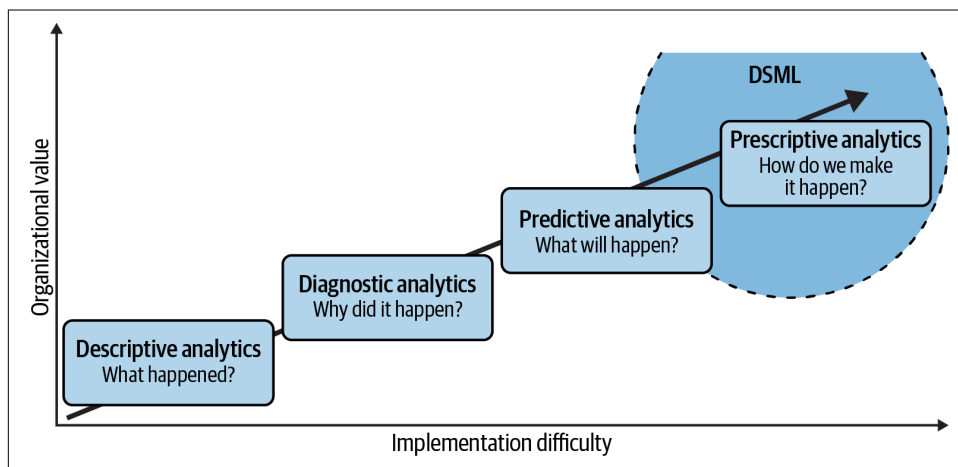 DSML
Prescriptive analytics
How do we make
it happen?
Predictive analytics
What will happen?
Diagnostic analytics
Why did it happen?
Descriptive analytics
What happened?
Organizational value
Implementation difficulty